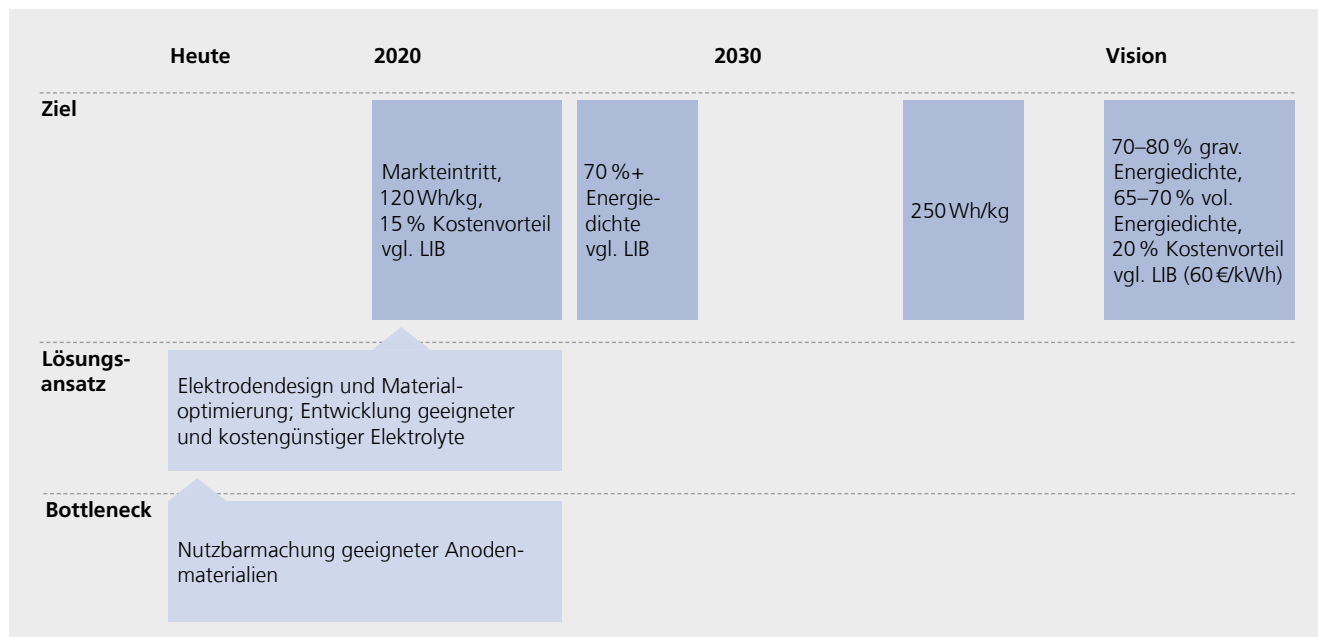 Heute 2020 2030 Vision
Ziel
Markteintritt,
120 Wh/kg,
15 % Kostenvorteil
vgl. LIB
70 %+
Energie-
dichte
vgl. LIB
250 Wh/kg
70–80 % grav.
Energiedichte,
65–70 % vol.
Energiedichte,
20 % Kostenvorteil
vgl. LIB (60 €/kWh)
Lösungs-
ansatz
Elektrodendesign und Material-
optimierung; Entwicklung geeigneter
und kostengünstiger Elektrolyte
Bottleneck
Nutzbarmachung geeigneter Anoden-
materialien